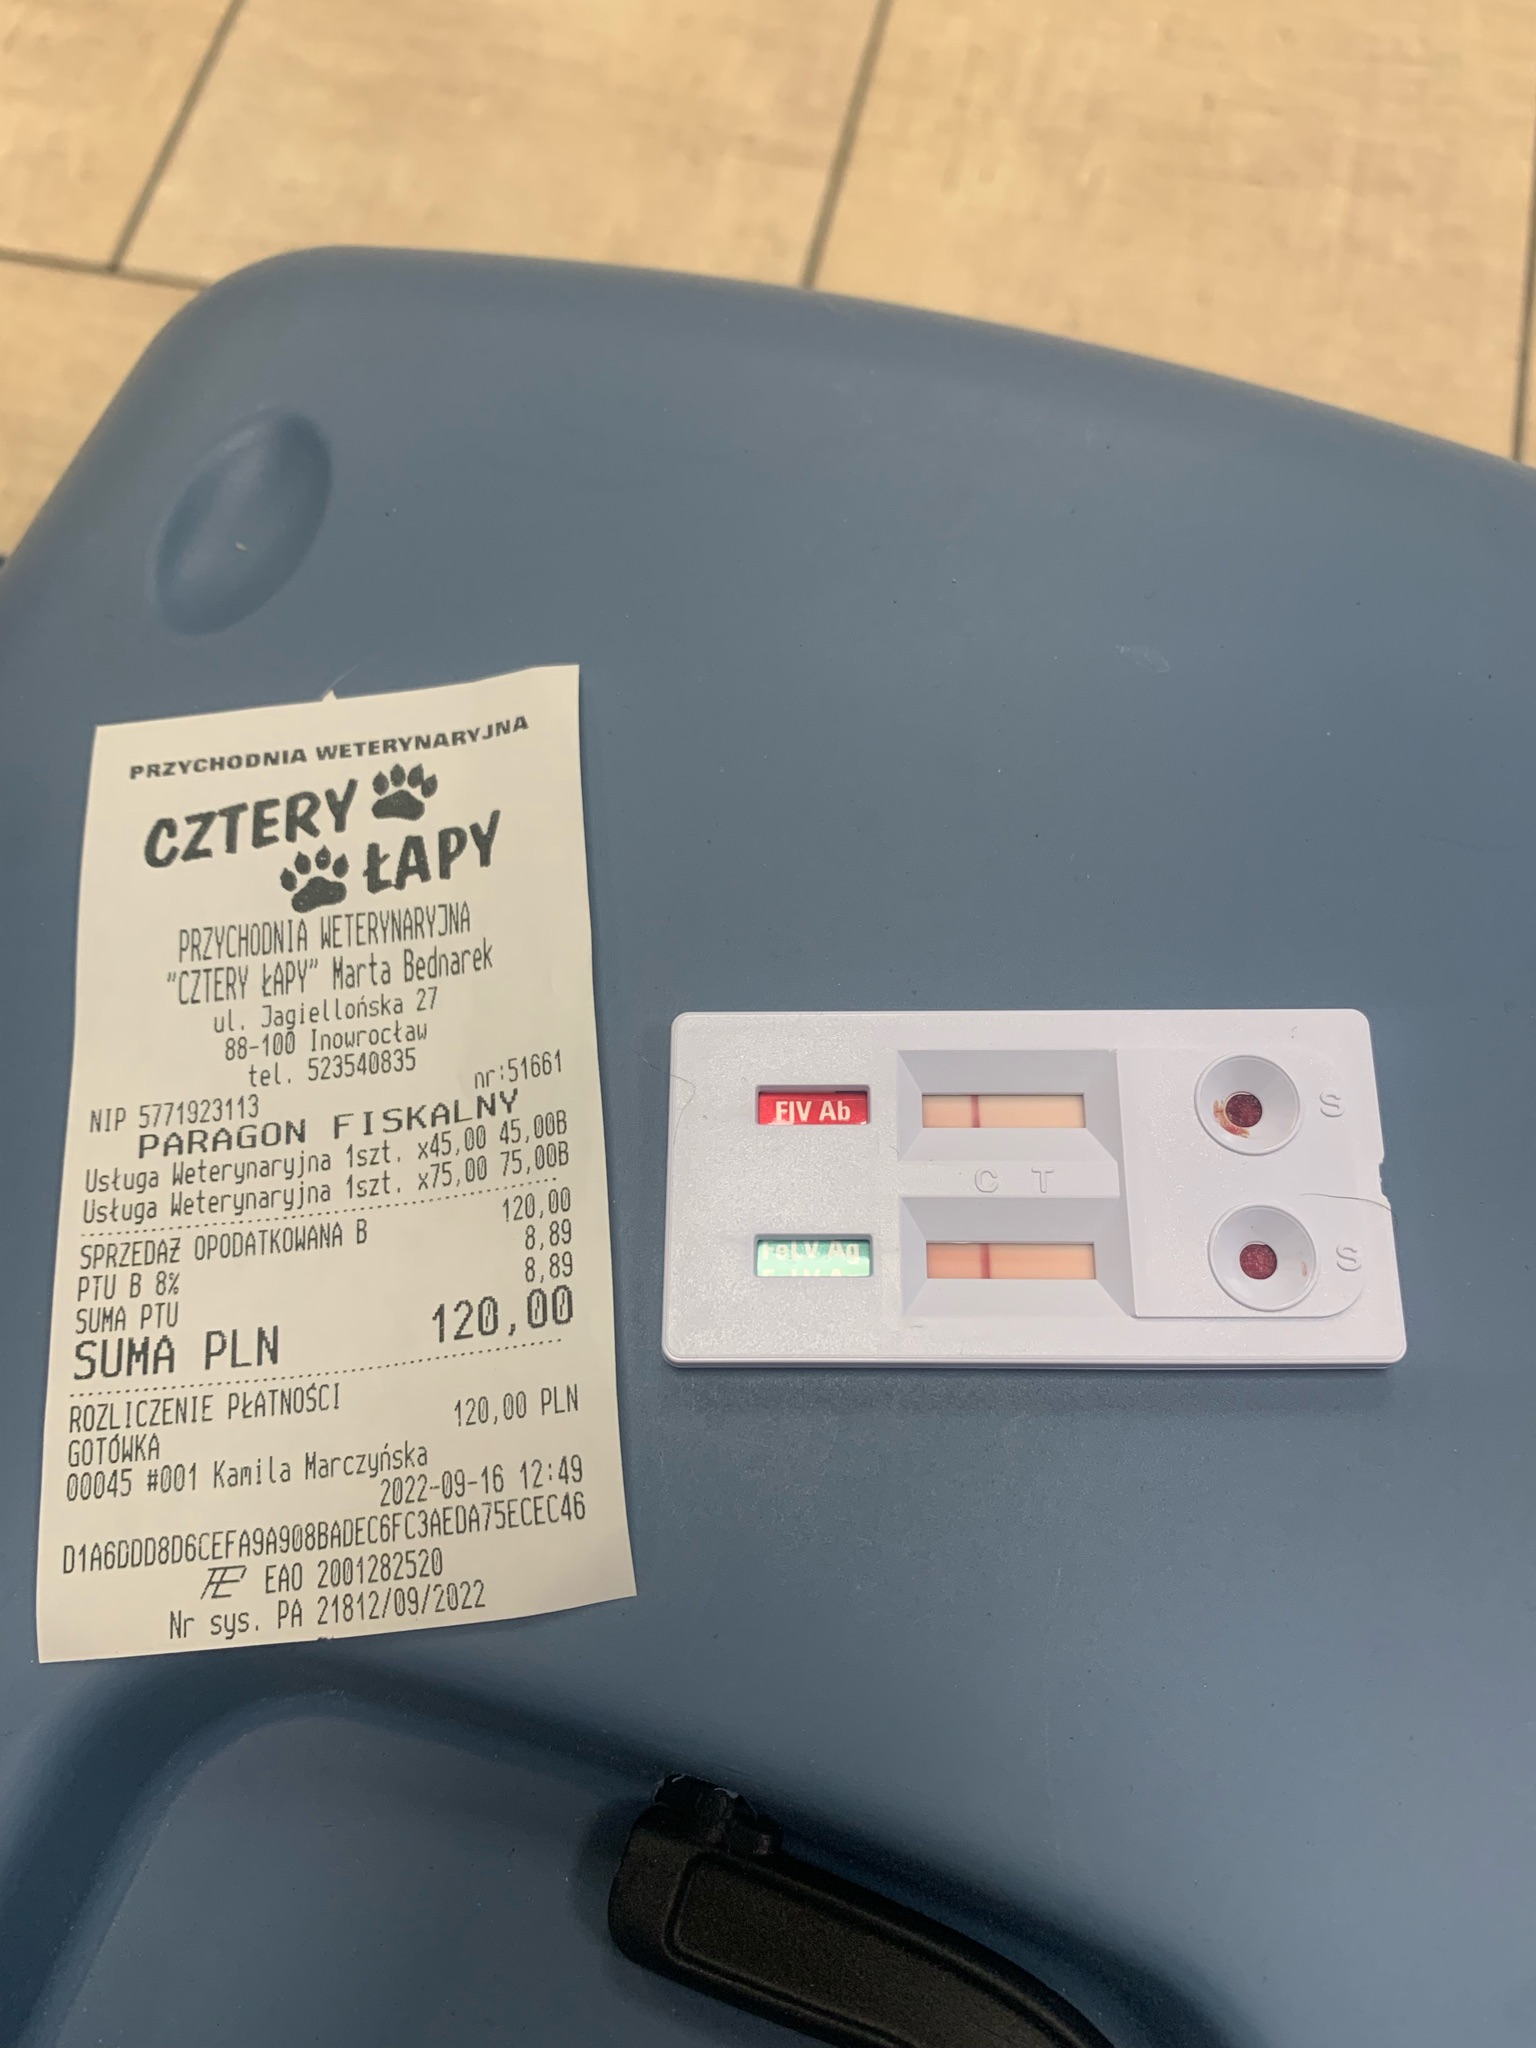 PRZYCHODNIA WETERYNARYJNA
CZTERY
ŁAPY
PRZYCHODNIA WETERYNARYJNA
"CZTERY ŁAPY" Marta Bednarek
ul. Jagiellońska 27
88-100 Inowrocław
tel. 523540835
NIP 5771923113 nr:51661
PARAGON FISKALNY
Usługa Weterynaryjna 1szt. x45,00 45,00B
Usługa Weterynaryjna 1szt. x75,00 75,00B
SPRZEDAŻ OPODATKOWANA B 120,00
PTU B 8% 8,89
SUMA PTU 8,89
SUMA PLN 120,00
ROZLICZENIE PŁATNOŚCI
GOTÓWKA 120,00 PLN
00045 #001 Kamila Marczyńska
2022-09-16 12:49
D1A6DDD8D6CEFA9A908BADEC6FC3AEDA75ECEC46
EAO 2001282520
Nr sys. PA 21812/09/2022
FIV Ab
S
C T
FeLV Ag
S